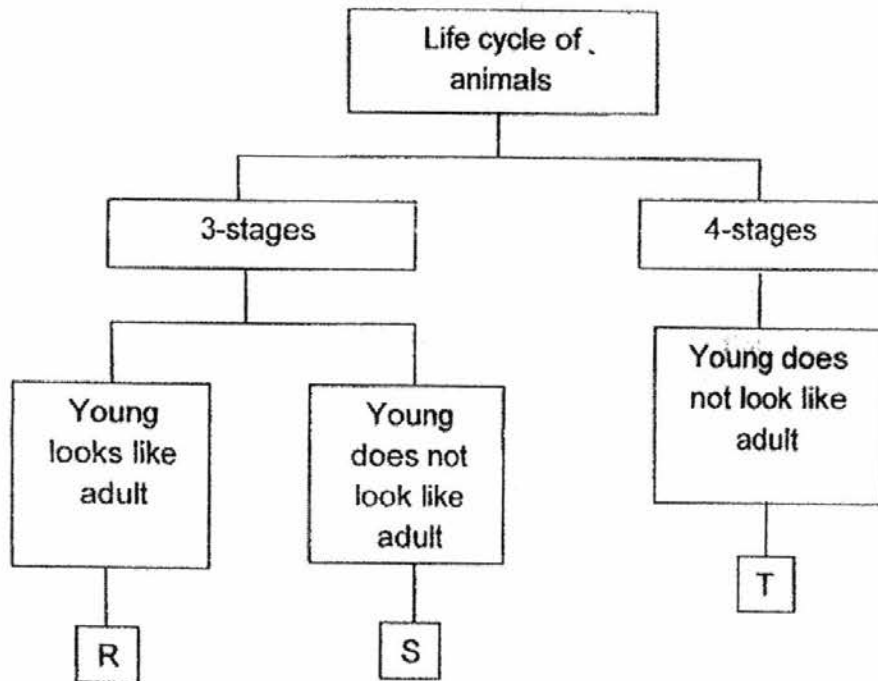 Life cycle of
animals
3-stages
4-stages
Young
looks like
adult
Young
does not
look like
adult
Young does
not look like
adult
R
S
T